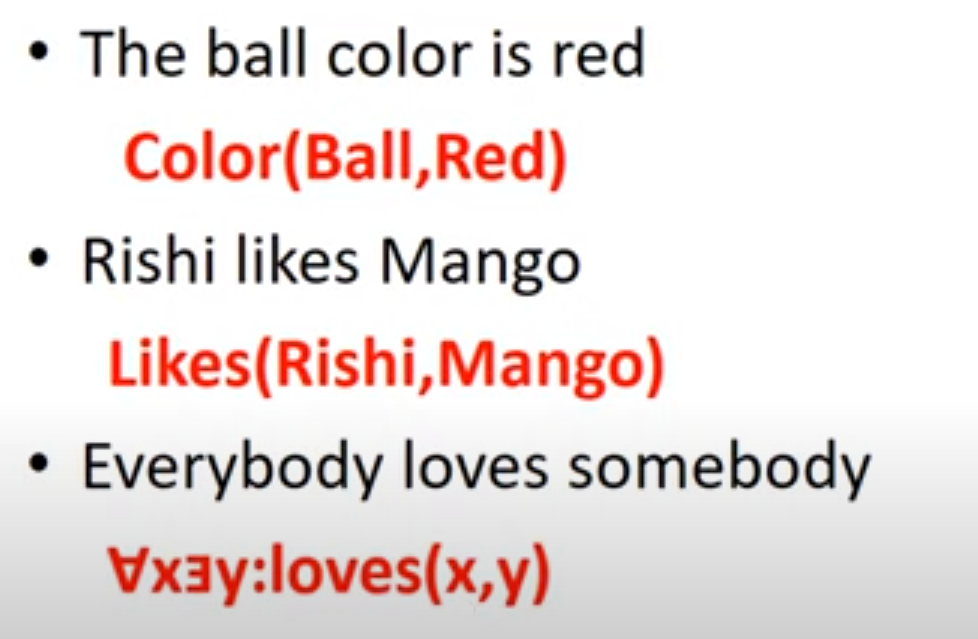 • The ball color is red
Color(Ball,Red)
• Rishi likes Mango
Likes(Rishi,Mango)
• Everybody loves somebody
∀x∃y:loves(x,y)